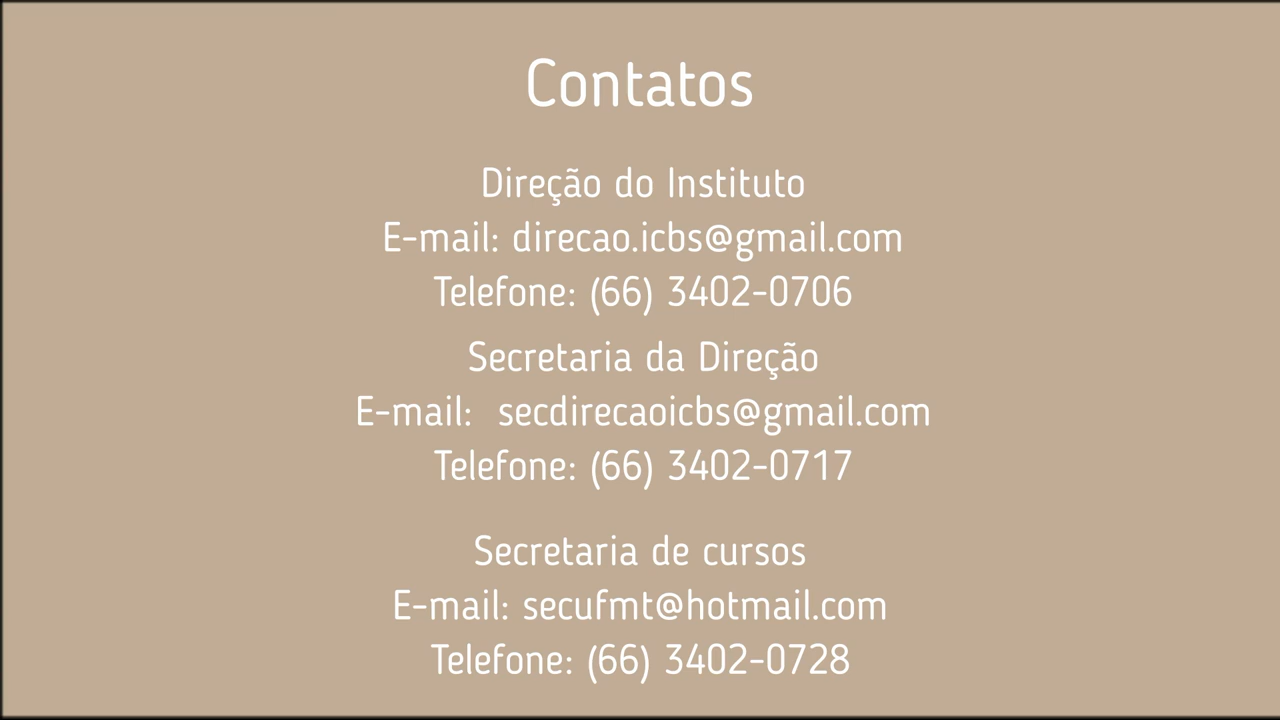 Contatos
Direção do Instituto
E-mail: direcao.icbs@gmail.com
Telefone: (66) 3402-0706
Secretaria da Direção
E-mail: secdirecaoicbs@gmail.com
Telefone: (66) 3402-0717
Secretaria de cursos
E-mail: secufmt@hotmail.com
Telefone: (66) 3402-0728